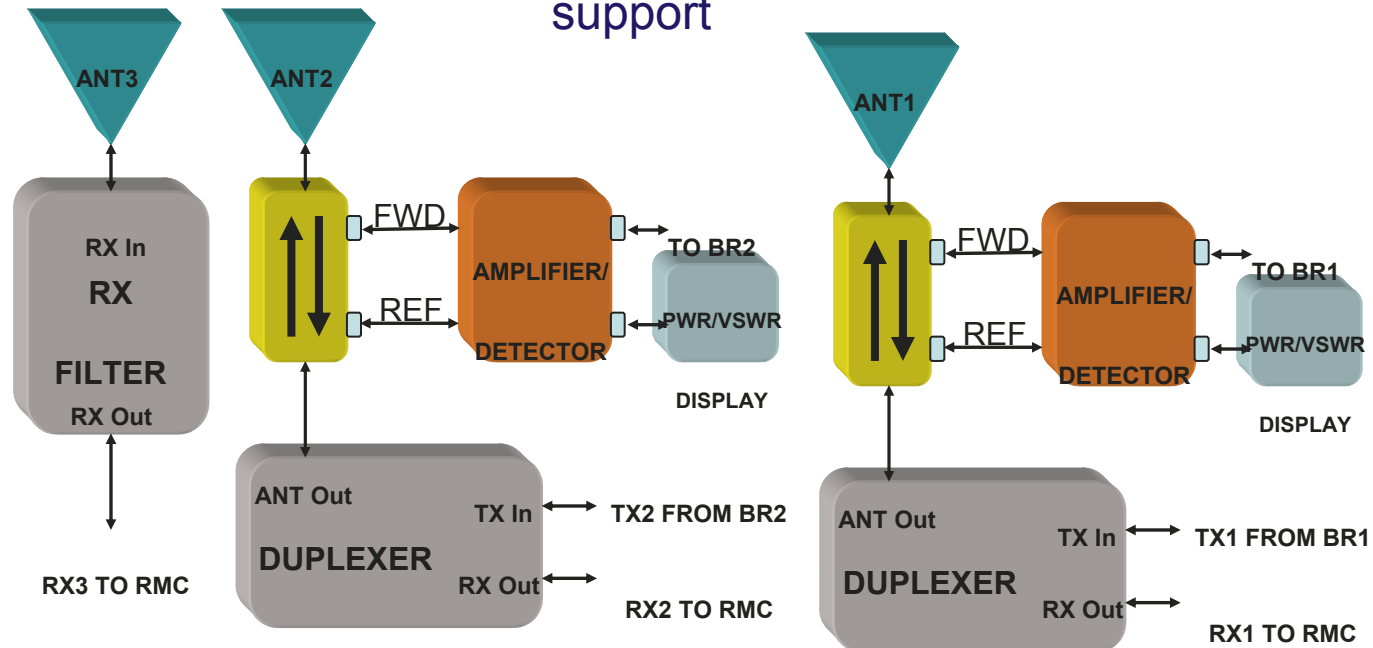 support
ANT3
RX In
RX
FILTER
RX Out
RX3 TO RMC
ANT2
FWD
REF
AMPLIFIER/
DETECTOR
TO BR2
PWR/VSWR
DISPLAY
ANT Out
TX In
DUPLEXER
RX Out
TX2 FROM BR2
RX2 TO RMC
ANT1
FWD
REF
AMPLIFIER/
DETECTOR
TO BR1
PWR/VSWR
DISPLAY
ANT Out
TX In
DUPLEXER
RX Out
TX1 FROM BR1
RX1 TO RMC